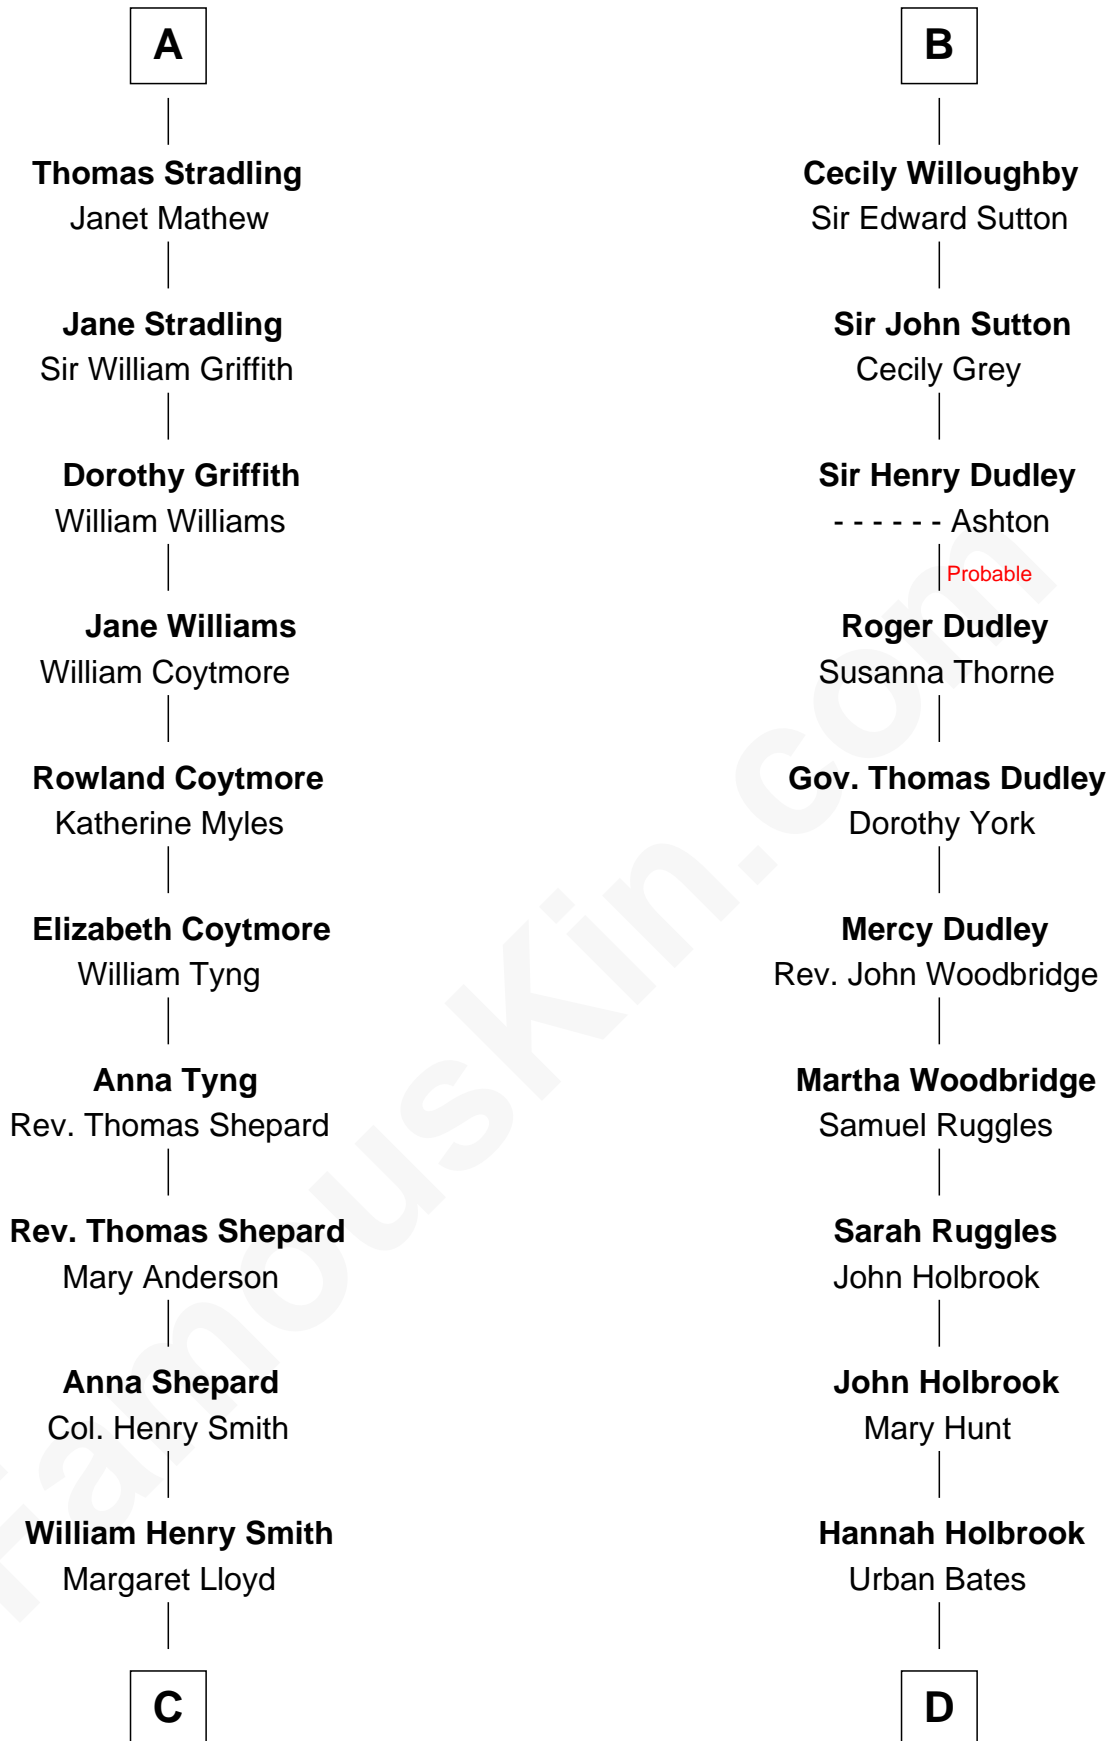 A
Thomas Stradling
Janet Mathew
Jane Stradling
Sir William Griffith
Dorothy Griffith
William Williams
Jane Williams
William Coytmore
Rowland Coytmore
Katherine Myles
Elizabeth Coytmore
William Tyng
Anna Tyng
Rev. Thomas Shepard
Rev. Thomas Shepard
Mary Anderson
Anna Shepard
Col. Henry Smith
William Henry Smith
Margaret Lloyd
C
B
Cecily Willoughby
Sir Edward Sutton
Sir John Sutton
Cecily Grey
Sir Henry Dudley
- - - - - - Ashton
Probable
Roger Dudley
Susanna Thorne
Gov. Thomas Dudley
Dorothy York
Mercy Dudley
Rev. John Woodbridge
Martha Woodbridge
Samuel Ruggles
Sarah Ruggles
John Holbrook
John Holbrook
Mary Hunt
Hannah Holbrook
Urban Bates
D
FamousKin.com